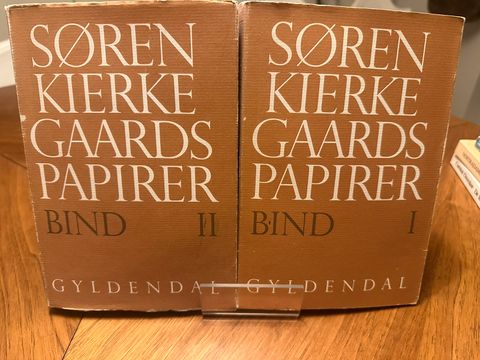 SØREN
KIERKE
GAARDS
PAPIRER
BIND II
GYLDENDAL
SØREN
KIERKE
GAARDS
PAPIRER
BIND I
GYLDENDAL